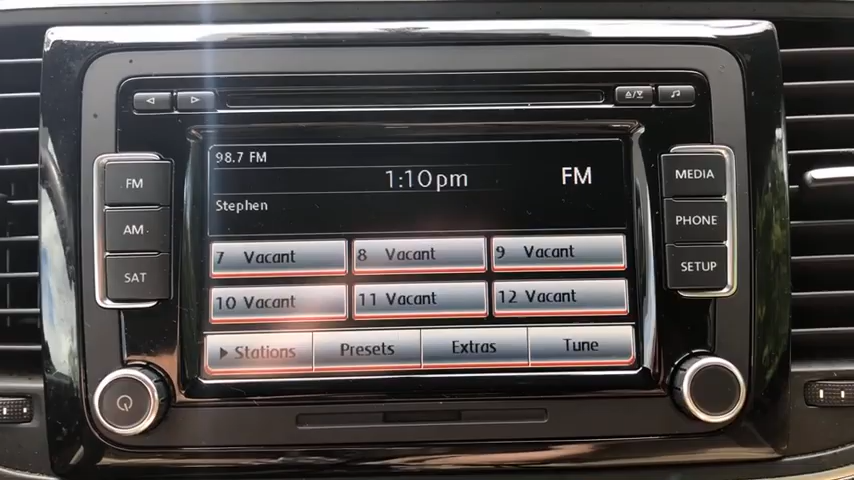 98.7 FM
1:10pm
FM
Stephen
FM
AM
SAT
MEDIA
PHONE
SETUP
7 Vacant
8 Vacant
9 Vacant
10 Vacant
11 Vacant
12 Vacant
Stations
Presets
Extras
Tune